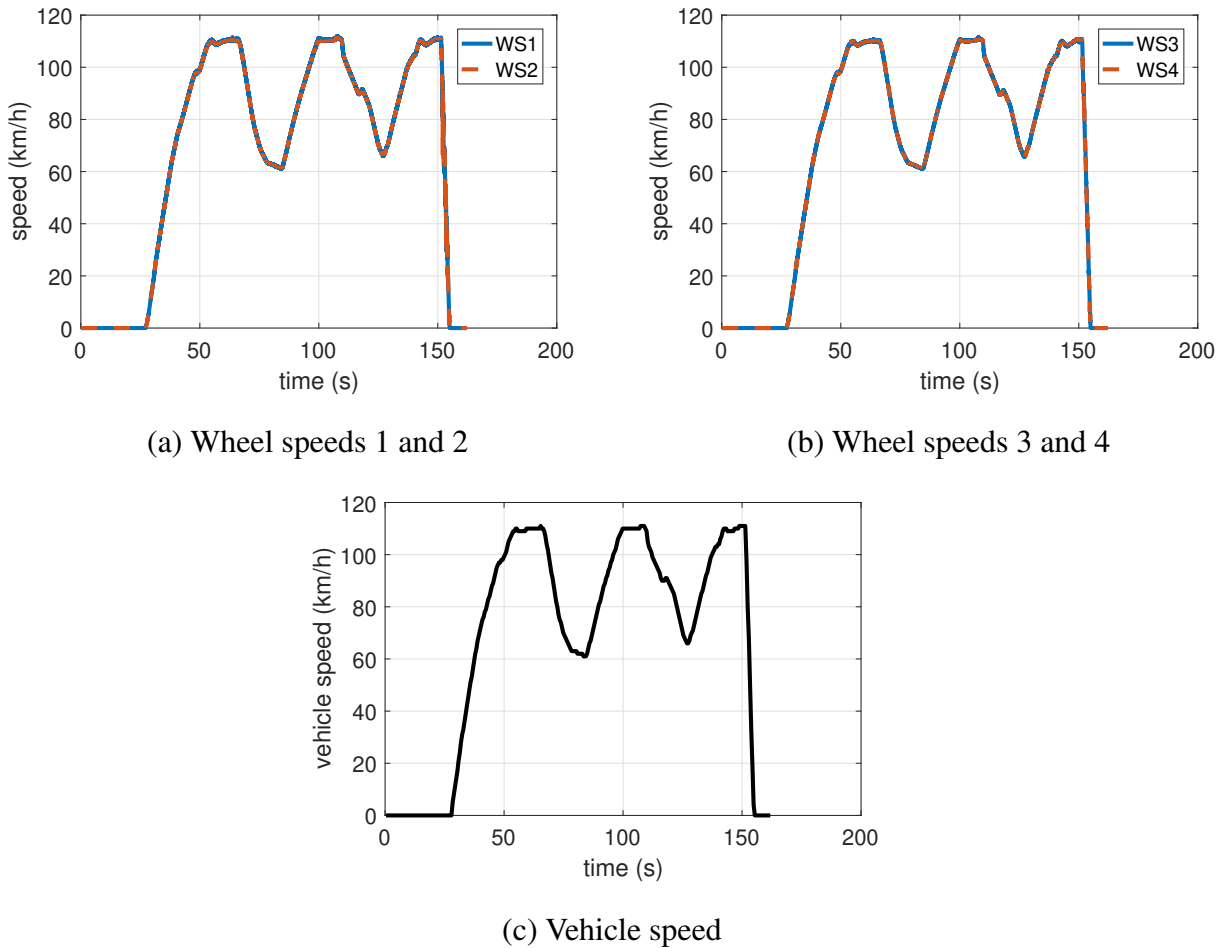 120
100
80
60
40
20
0
speed (km/h)
WS1
WS2
0 50 100 150 200
time (s)
(a) Wheel speeds 1 and 2
120
100
80
60
40
20
0
speed (km/h)
WS3
WS4
0 50 100 150 200
time (s)
(b) Wheel speeds 3 and 4
120
100
80
60
40
20
0
vehicle speed (km/h)
0 50 100 150 200
time (s)
(c) Vehicle speed